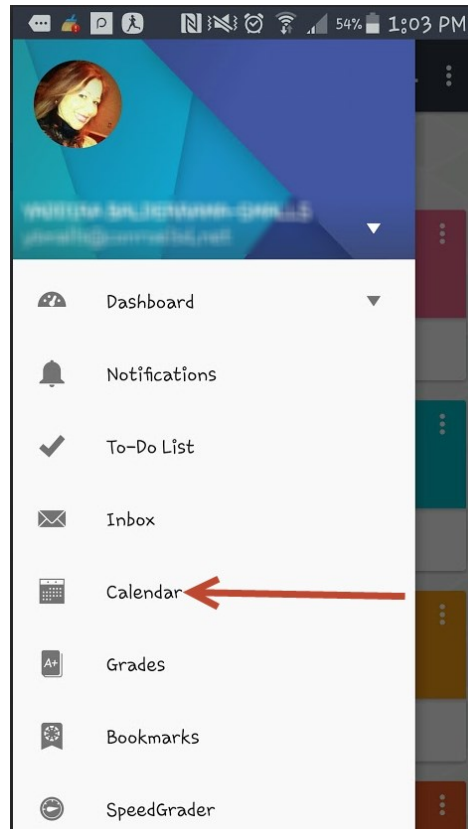 54% 1:03 PM
Dashboard
Notifications
To-Do List
Inbox
Calendar
A+ Grades
Bookmarks
SpeedGrader